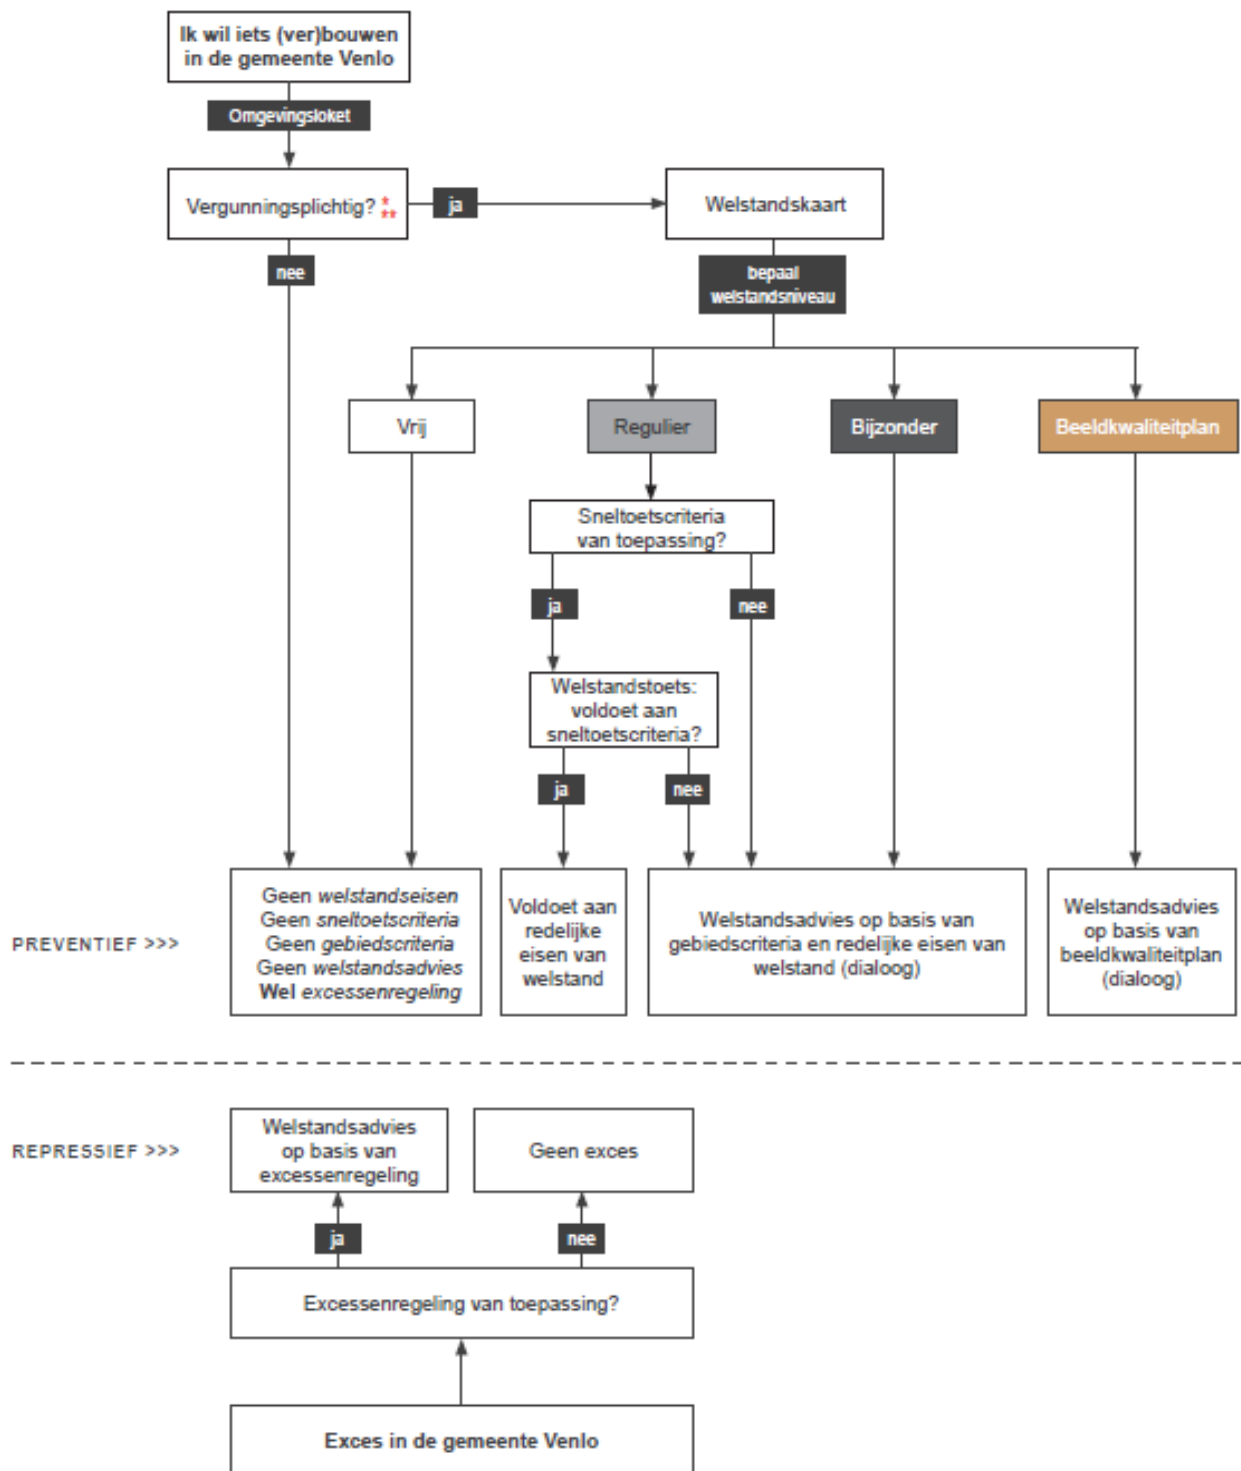 Ik wil iets (ver)bouwen
in de gemeente Venlo
Omgevingsloket
Vergunningsplichtig? *
**
ja
Welstandskaart
nee
bepaal
welstandsniveau
Vrij
Regulier
Bijzonder
Beeldkwaliteitplan
Sneltoetscriteria
van toepassing?
ja
nee
Welstandstoets:
voldoet aan
sneltoetscriteria?
ja
nee
PREVENTIEF >>>
Geen welstandseisen
Geen sneltoetscriteria
Geen gebiedscriteria
Geen welstandsadvies
Wel excessenregeling
Voldoet aan
redelijke
eisen van
welstand
Welstandsadvies op basis van
gebiedscriteria en redelijke eisen van
welstand (dialoog)
Welstandsadvies
op basis van
beeldkwaliteitplan
(dialoog)
REPRESSIEF >>>
Welstandsadvies
op basis van
excessenregeling
Geen exces
ja
nee
Excessenregeling van toepassing?
Exces in de gemeente Venlo